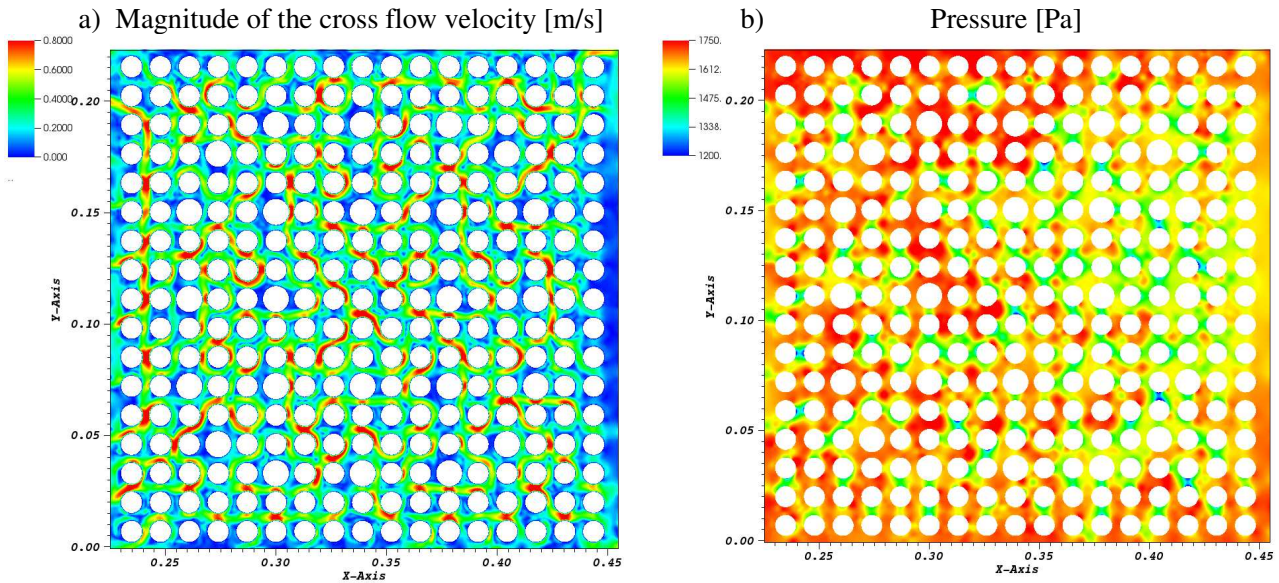 a) Magnitude of the cross flow velocity [m/s]
b) Pressure [Pa]
0.8000
0.6000
0.4000
0.2000
0.000
1750.
1612.
1475.
1338.
1200.
0.20
0.15
0.10
0.05
0.00
Y-Axis
0.25 0.30 0.35 0.40 0.45
X-Axis
0.20
0.15
0.10
0.05
0.00
Y-Axis
0.25 0.30 0.35 0.40 0.45
X-Axis